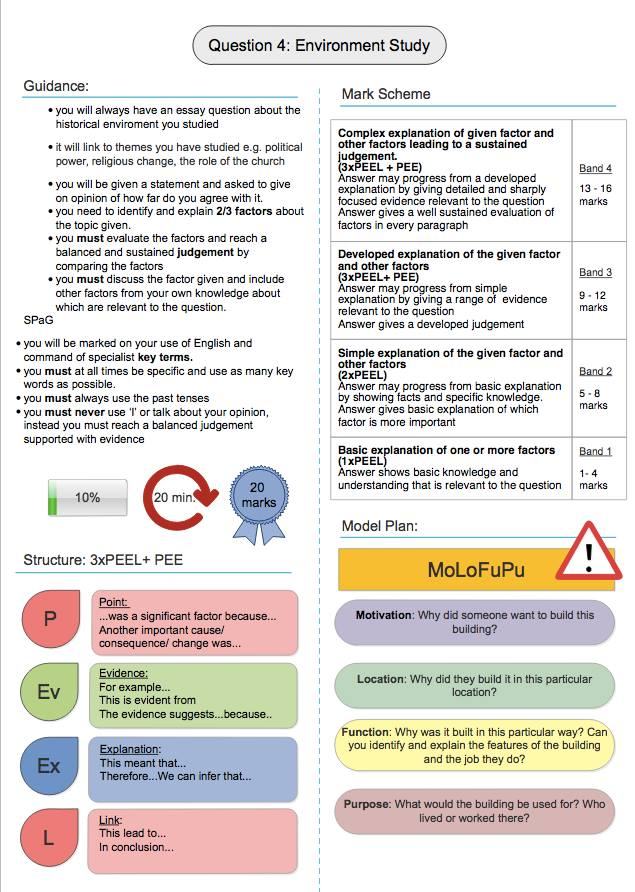 Question 4: Environment Study
Guidance:
• you will always have an essay question about the
historical enviroment you studied
• it will link to themes you have studied e.g. political
power, religious change, the role of the church
• you will be given a statement and asked to give
on opinion of how far do you agree with it.
• you need to identify and explain 2/3 factors about
the topic given.
• you must evaluate the factors and reach a
balanced and sustained judgement by
comparing the factors
• you must discuss the factor given and include
other factors from your own knowledge about
which are relevant to the question.
SPaG
• you will be marked on your use of English and
command of specialist key terms.
• you must at all times be specific and use as many key
words as possible.
• you must always use the past tenses
• you must never use 'I' or talk about your opinion,
instead you must reach a balanced judgement
supported with evidence
10%
20 min.
20
marks
Structure: 3xPEEL+ PEE
P
Point:
...was a significant factor because...
Another important cause/
consequence/ change was...
Ev
Evidence:
For example...
This is evident from
The evidence suggests...because..
Ex
Explanation:
This meant that...
Therefore...We can infer that...
L
Link:
This lead to...
In conclusion...
Mark Scheme
Complex explanation of given factor and
other factors leading to a sustained
judgement.
(3xPEEL + PEE)
Answer may progress from a developed
explanation by giving detailed and sharply
focused evidence relevant to the question
Answer gives a well sustained evaluation of
factors in every paragraph
Band 4
13 - 16
marks
Developed explanation of the given factor
and other factors
(3xPEEL+ PEE)
Answer may progress from simple
explanation by giving a range of evidence
relevant to the question
Answer gives a developed judgement
Band 3
9 - 12
marks
Simple explanation of the given factor and
other factors
(2xPEEL)
Answer may progress from basic explanation
by showing facts and specific knowledge.
Answer gives basic explanation of which
factor is more important
Band 2
5 - 8
marks
Basic explanation of one or more factors
(1xPEEL)
Answer shows basic knowledge and
understanding that is relevant to the question
Band 1
1- 4
marks
Model Plan:
MoLoFuPu
!
Motivation: Why did someone want to build this
building?
Location: Why did they build it in this particular
location?
Function: Why was it built in this particular way? Can
you identify and explain the features of the building
and the job they do?
Purpose: What would the building be used for? Who
lived or worked there?